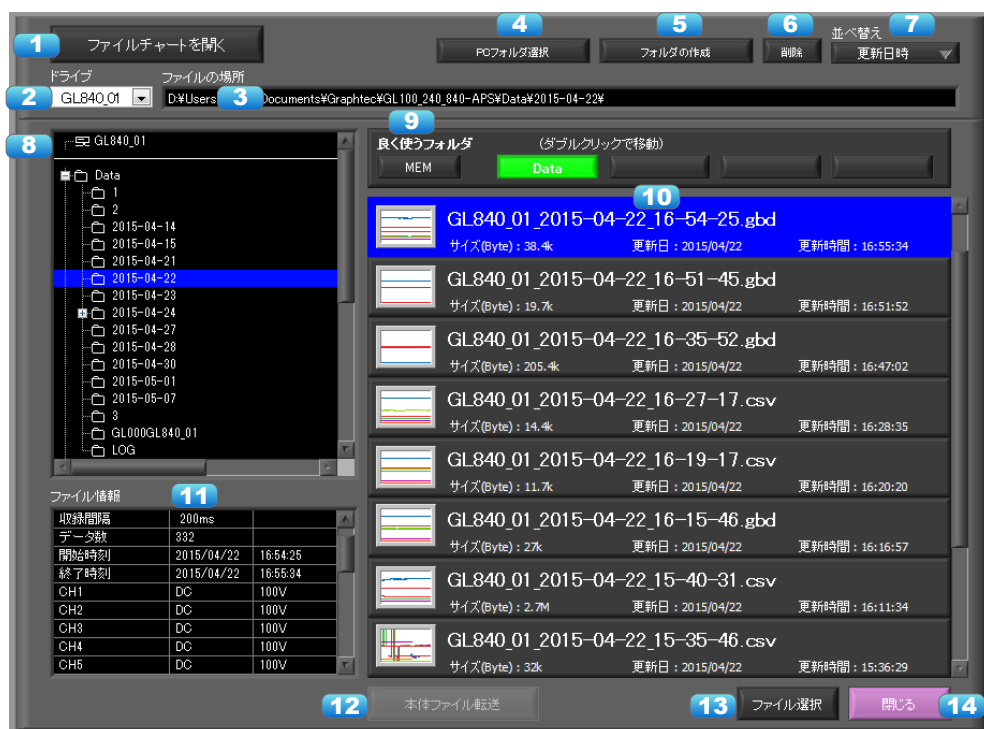 4 5 6 7
1 ファイルチャートを開く PCフォルダ選択 フォルダの作成 削除 並べ替え 更新日時
ドライブ ファイルの場所
2 GL840_01 3 D:¥Users Documents¥Graphtec¥GL100_240_840-APS¥Data¥2015-04-22¥
8 GL840_01
Data
1
2
2015-04-14
2015-04-15
2015-04-21
2015-04-22
2015-04-23
2015-04-24
2015-04-27
2015-04-28
2015-04-30
2015-05-01
2015-05-07
3
GL000GL840_01
LOG
9
良く使うフォルダ (ダブルクリックで移動)
MEM Data
10
GL840_01_2015-04-22_16-54-25.gbd
サイズ(Byte) : 38.4k 更新日 : 2015/04/22 更新時間 : 16:55:34
GL840_01_2015-04-22_16-51-45.gbd
サイズ(Byte) : 19.7k 更新日 : 2015/04/22 更新時間 : 16:51:52
GL840_01_2015-04-22_16-35-52.gbd
サイズ(Byte) : 205.4k 更新日 : 2015/04/22 更新時間 : 16:47:02
GL840_01_2015-04-22_16-27-17.csv
サイズ(Byte) : 14.4k 更新日 : 2015/04/22 更新時間 : 16:28:35
GL840_01_2015-04-22_16-19-17.csv
サイズ(Byte) : 11.7k 更新日 : 2015/04/22 更新時間 : 16:20:20
GL840_01_2015-04-22_16-15-46.gbd
サイズ(Byte) : 27k 更新日 : 2015/04/22 更新時間 : 16:16:57
GL840_01_2015-04-22_15-40-31.csv
サイズ(Byte) : 2.7M 更新日 : 2015/04/22 更新時間 : 16:11:34
GL840_01_2015-04-22_15-35-46.csv
サイズ(Byte) : 32k 更新日 : 2015/04/22 更新時間 : 15:36:29
ファイル情報 11
収録間隔 200ms
データ数 332
開始時刻 2015/04/22 16:54:25
終了時刻 2015/04/22 16:55:34
CH1 DC 100V
CH2 DC 100V
CH3 DC 100V
CH4 DC 100V
CH5 DC 100V
12 本体ファイル転送 13 ファイル選択 閉じる 14